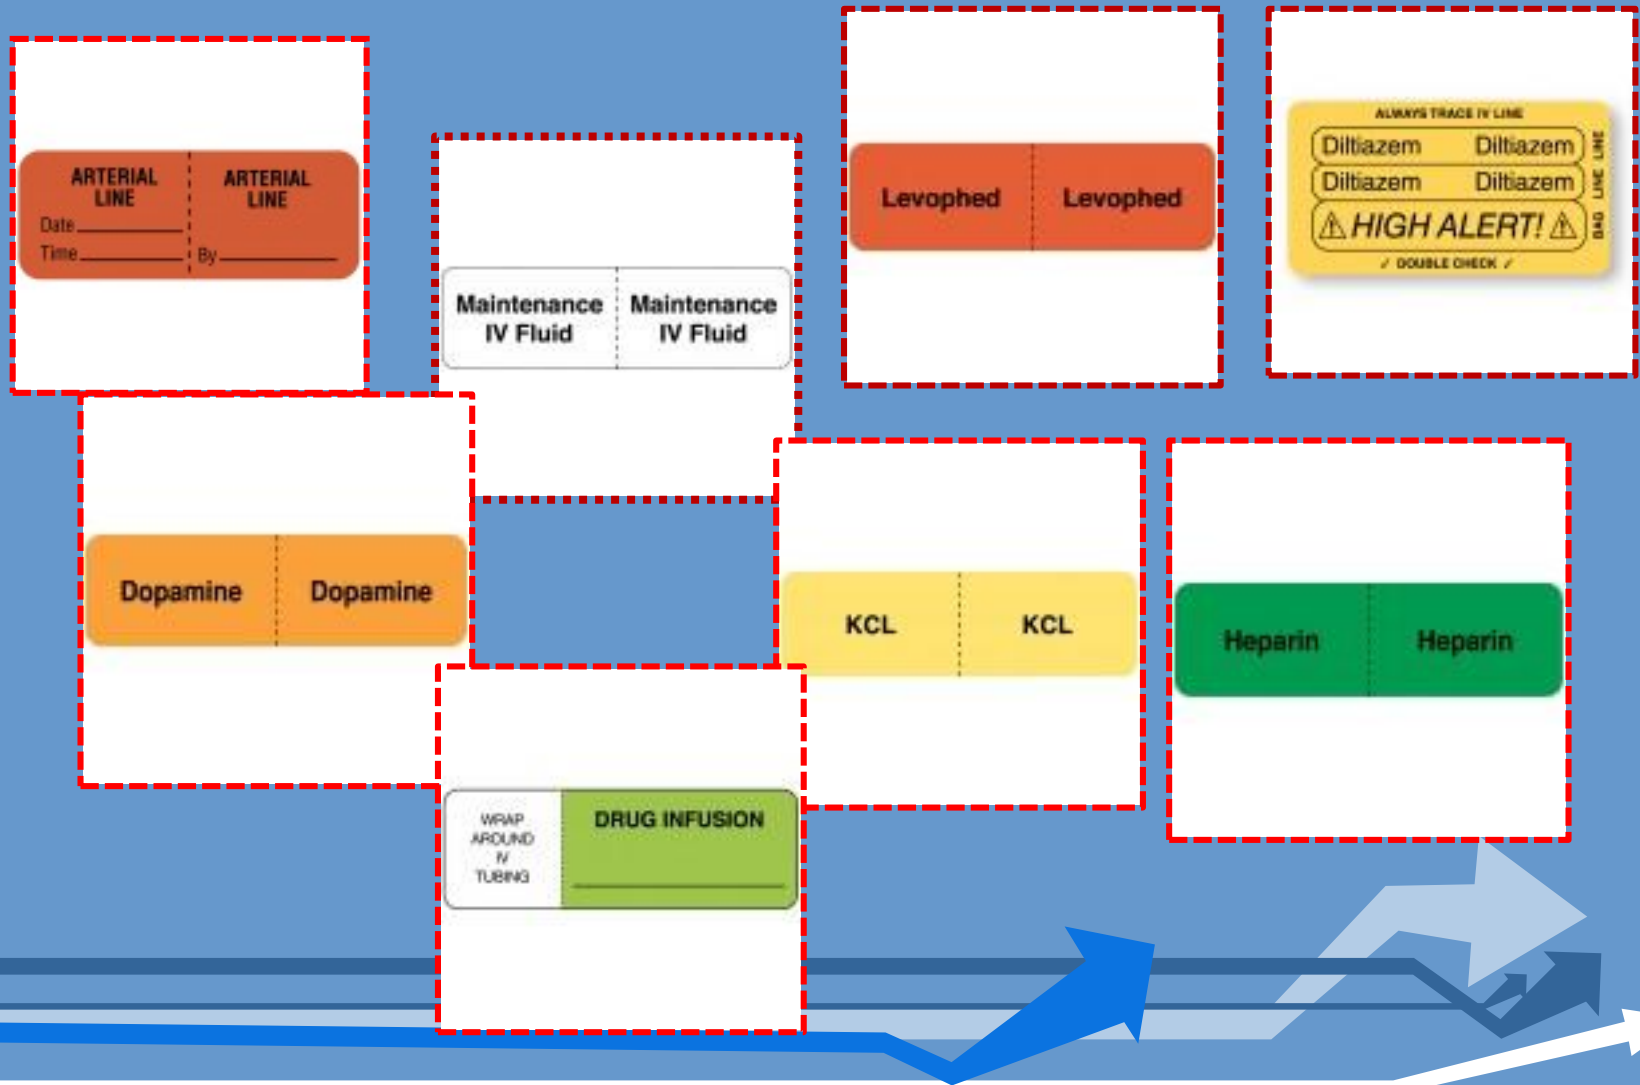 ARTERIAL LINE
ARTERIAL LINE
Date
Time
By
Maintenance IV Fluid
Maintenance IV Fluid
Levophed Levophed
ALWAYS TRACE IV LINE
Diltiazem Diltiazem
Diltiazem Diltiazem
⚠ HIGH ALERT! ⚠
✓ DOUBLE CHECK ✓
BAG LINE LINE
Dopamine Dopamine
KCL KCL
Heparin Heparin
WRAP
AROUND
IV
TUBING
DRUG INFUSION